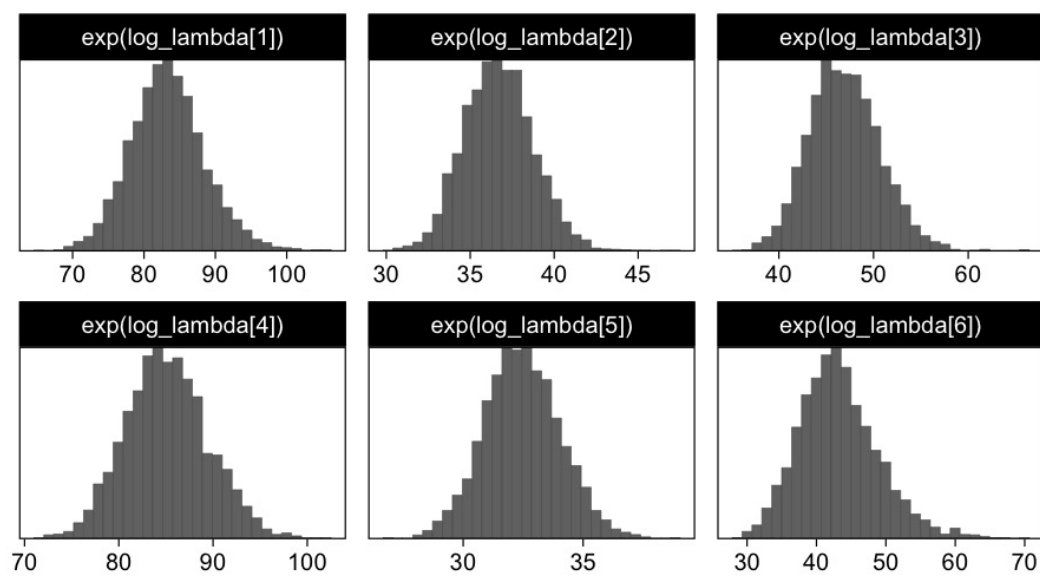 exp(log_lambda[1]) exp(log_lambda[2]) exp(log_lambda[3])
70 80 90 100 30 35 40 45 40 50 60
exp(log_lambda[4]) exp(log_lambda[5]) exp(log_lambda[6])
70 80 90 100 30 35 30 40 50 60 70